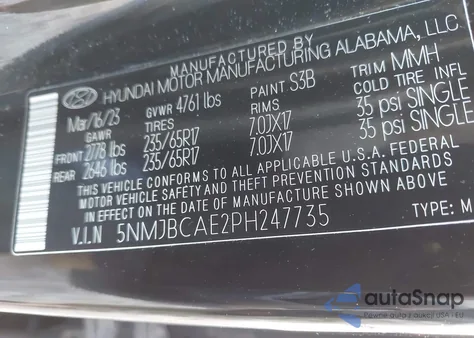 MANUFACTURED BY
HYUNDAI MOTOR MANUFACTURING ALABAMA, LLC
Mar/16/23 GVWR 4761 lbs PAINT S3B TRIM MMH
GAWR TIRES RIMS COLD TIRE INFL
FRONT 2778 lbs 235/65R17 7.0JX17 35 psi SINGLE
REAR 2646 lbs 235/65R17 7.0JX17 35 psi SINGLE
THIS VEHICLE CONFORMS TO ALL APPLICABLE U.S.A. FEDERAL
MOTOR VEHICLE SAFETY AND THEFT PREVENTION STANDARDS
IN EFFECT ON THE DATE OF MANUFACTURE SHOWN ABOVE.
V.I.N 5NMJBCAE2PH247735 TYPE: M
autoSnap